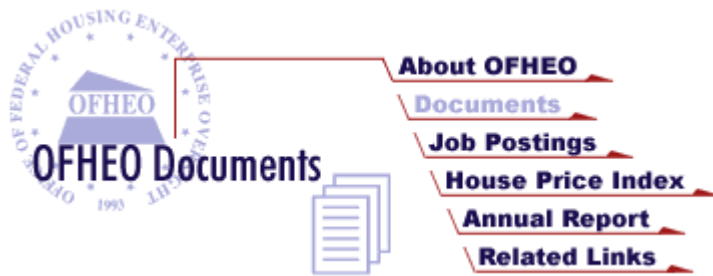 OFFICE OF FEDERAL HOUSING ENTERPRISE OVERSIGHT
OFHEO
1993
OFHEO Documents
About OFHEO
Documents
Job Postings
House Price Index
Annual Report
Related Links